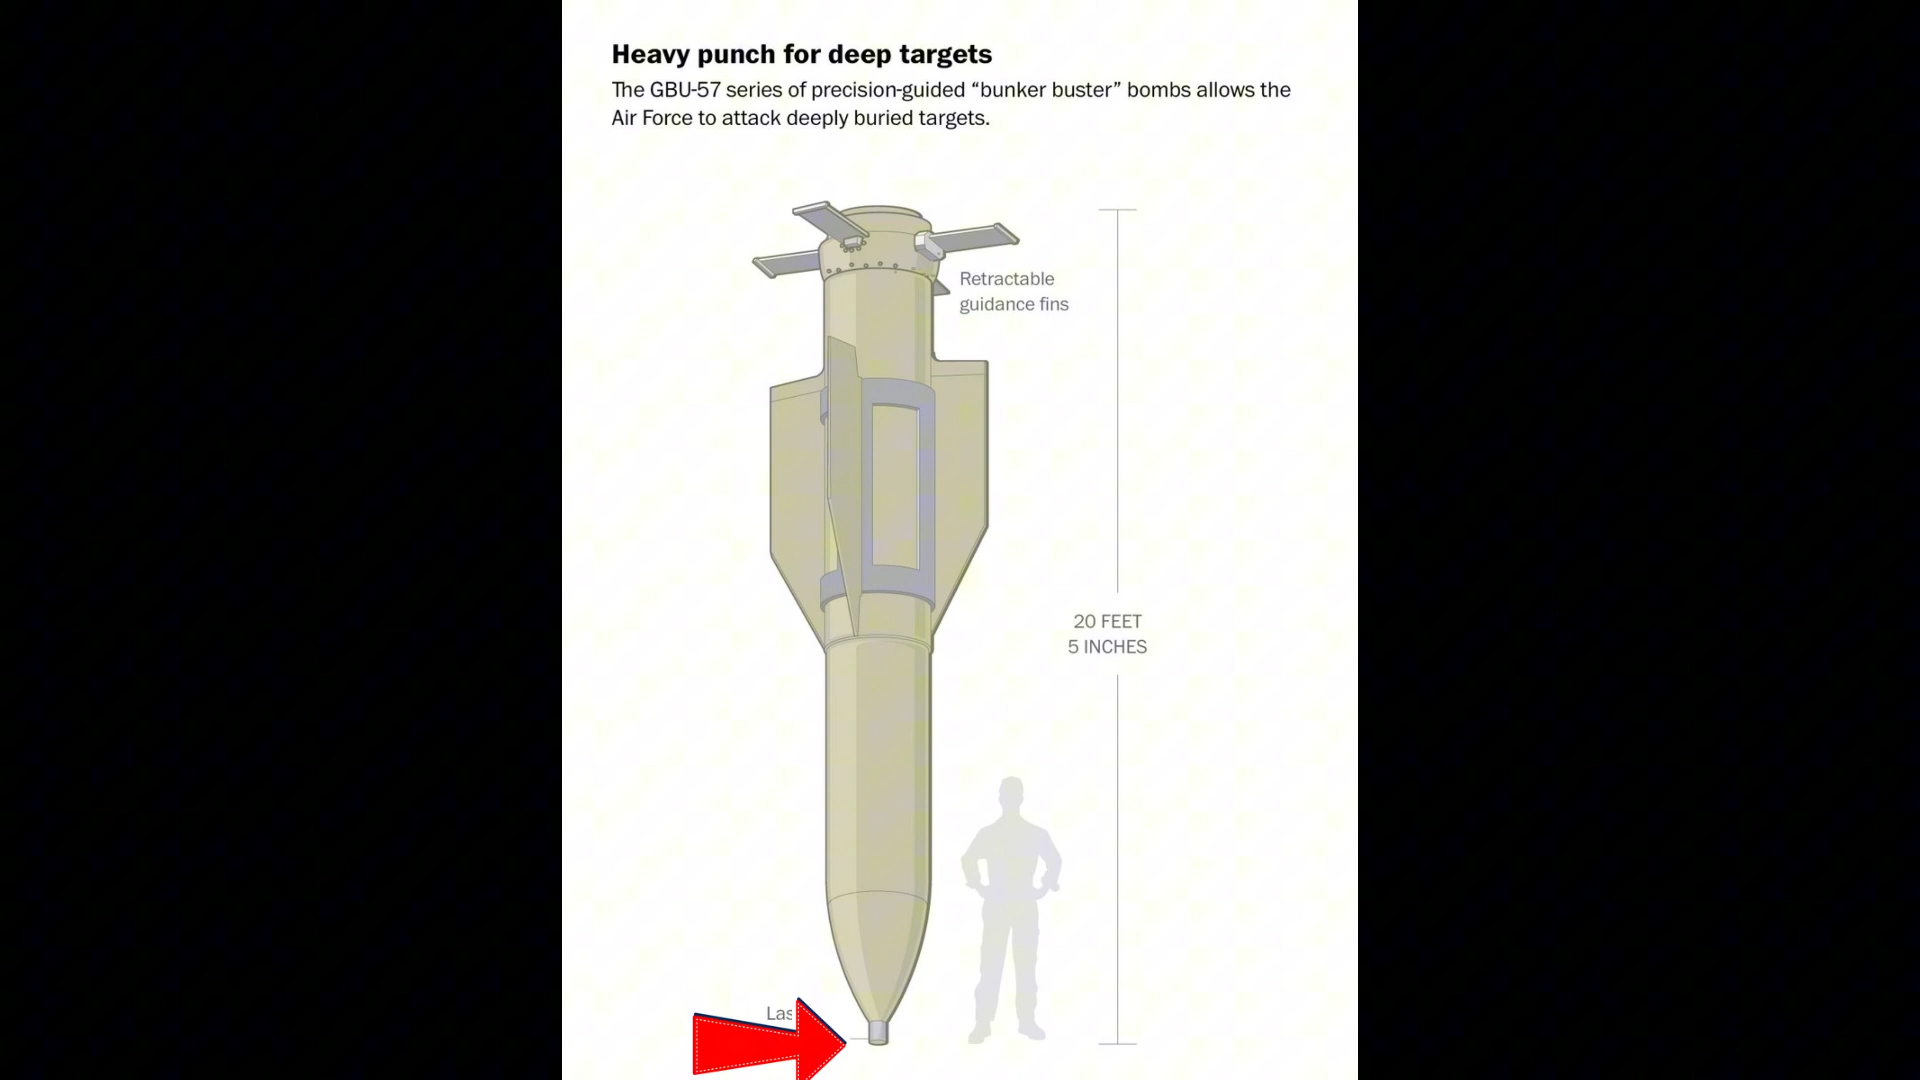 Heavy punch for deep targets
The GBU-57 series of precision-guided “bunker buster” bombs allows the
Air Force to attack deeply buried targets.
Retractable
guidance fins
20 FEET
5 INCHES